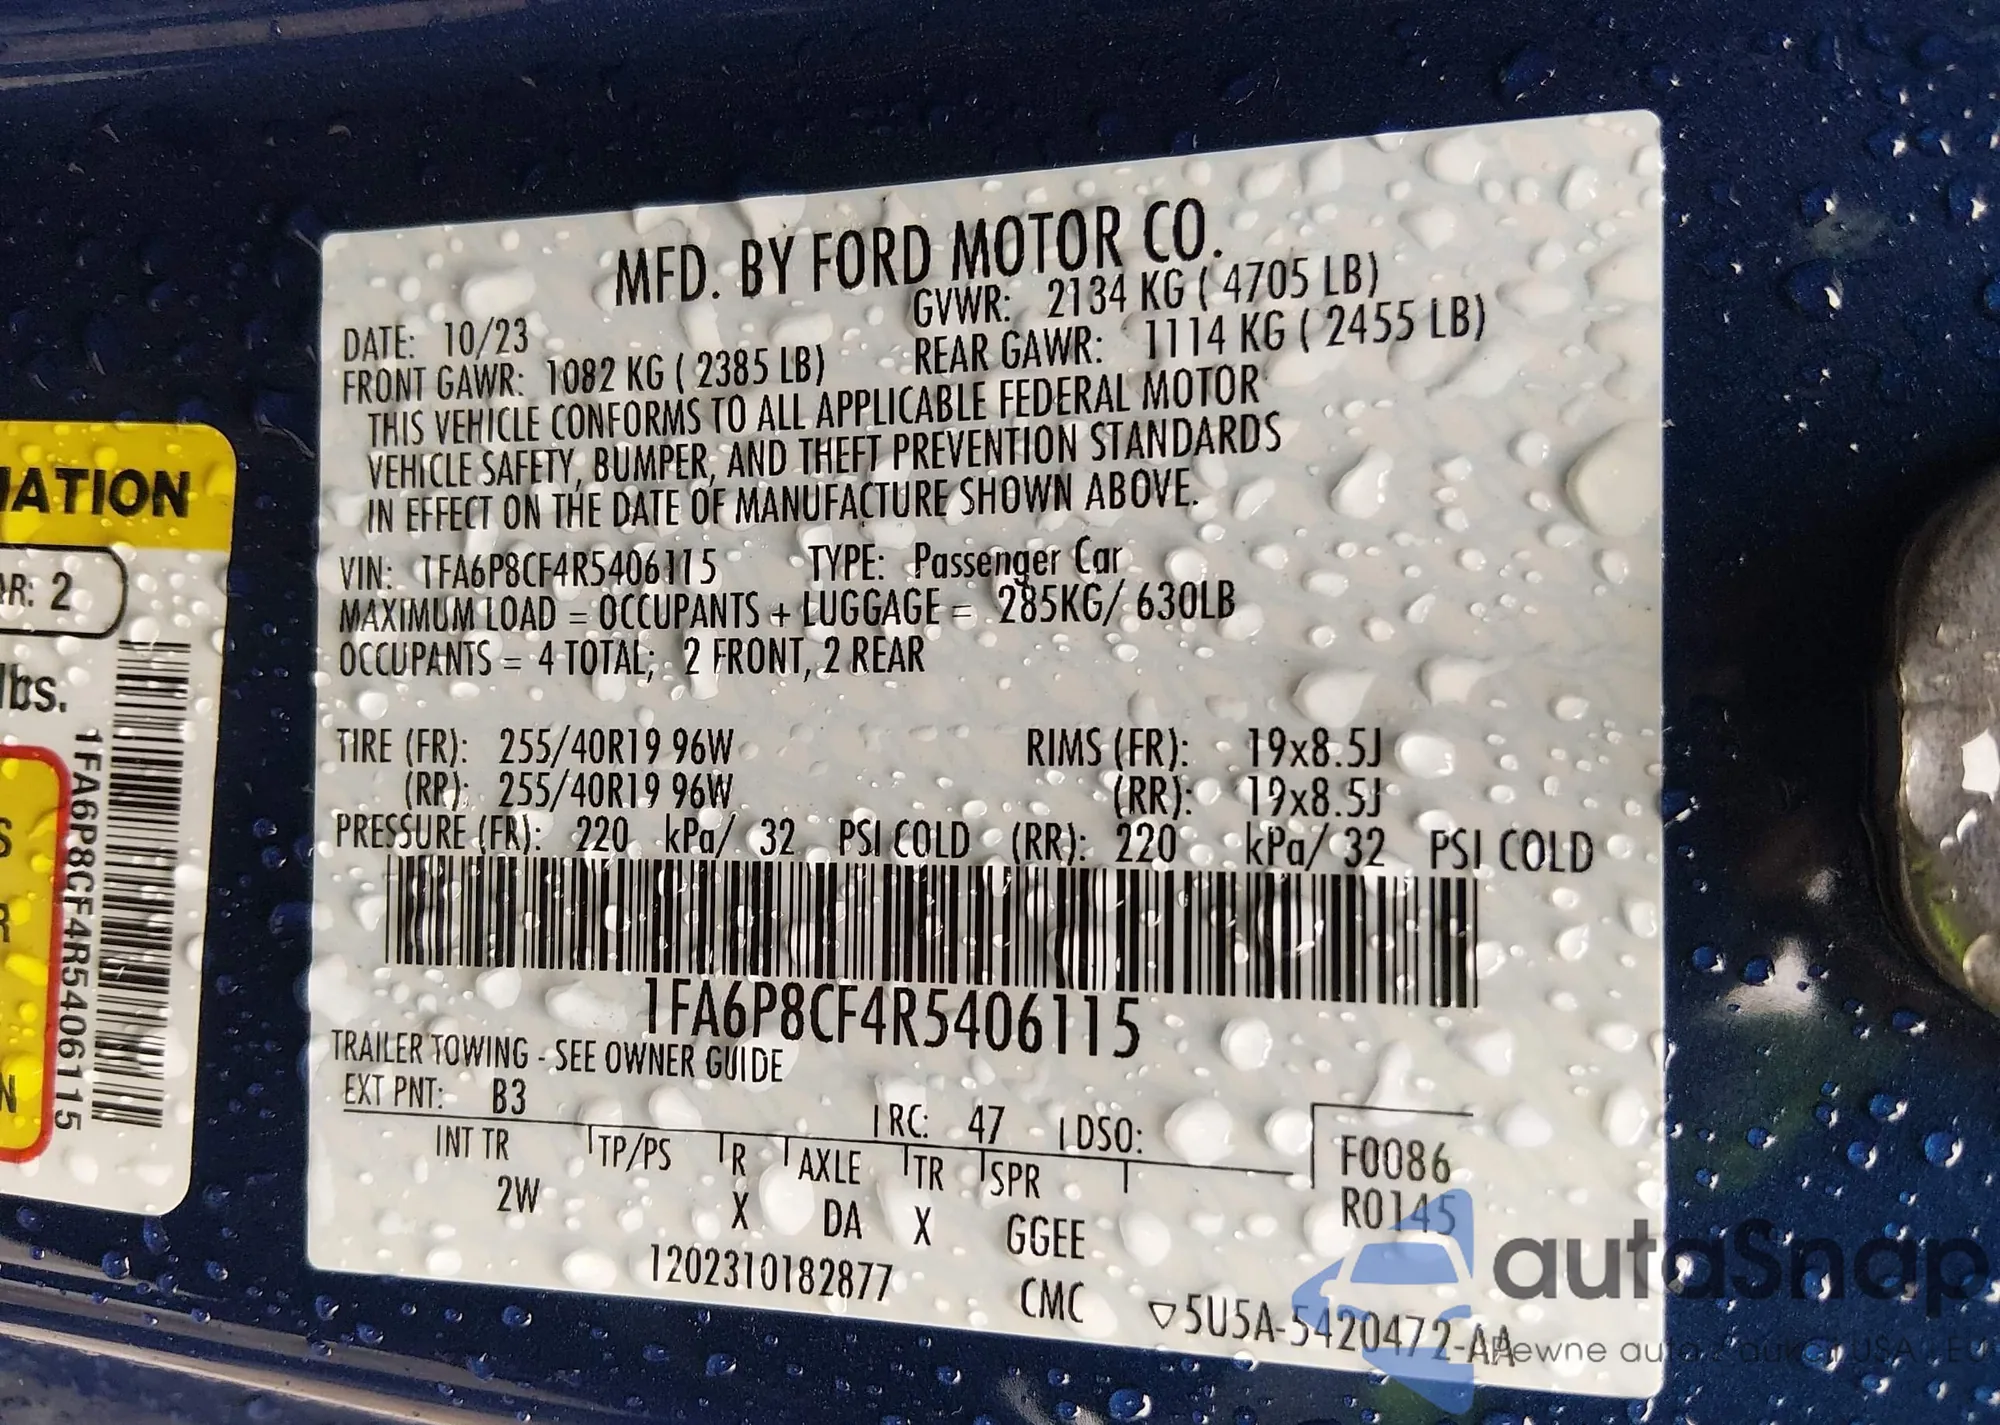 MFD. BY FORD MOTOR CO.
DATE: 10/23 GVWR: 2134 KG ( 4705 LB)
FRONT GAWR: 1082 KG ( 2385 LB) REAR GAWR: 1114 KG ( 2455 LB)
THIS VEHICLE CONFORMS TO ALL APPLICABLE FEDERAL MOTOR
VEHICLE SAFETY, BUMPER, AND THEFT PREVENTION STANDARDS
IN EFFECT ON THE DATE OF MANUFACTURE SHOWN ABOVE.
VIN: 1FA6P8CF4R5406115 TYPE: Passenger Car
MAXIMUM LOAD = OCCUPANTS + LUGGAGE = 285KG/ 630LB
OCCUPANTS = 4 TOTAL; 2 FRONT, 2 REAR
TIRE (FR): 255/40R19 96W RIMS (FR): 19x8.5J
(RR): 255/40R19 96W (RR): 19x8.5J
PRESSURE (FR): 220 kPa/ 32 PSI COLD (RR): 220 kPa/ 32 PSI COLD
1FA6P8CF4R5406115
TRAILER TOWING - SEE OWNER GUIDE
EXT PNT: B3 RC: 47 DSO:
INT TR TP/PS R AXLE TR SPR
2W X DA X GGEE
F0086
R0145
1202310182877 CMC
5U5A-5420472-AA
MATION
AR: 2
lbs.
S
R
N
1FA6P8CF4R5406115
autaSnap